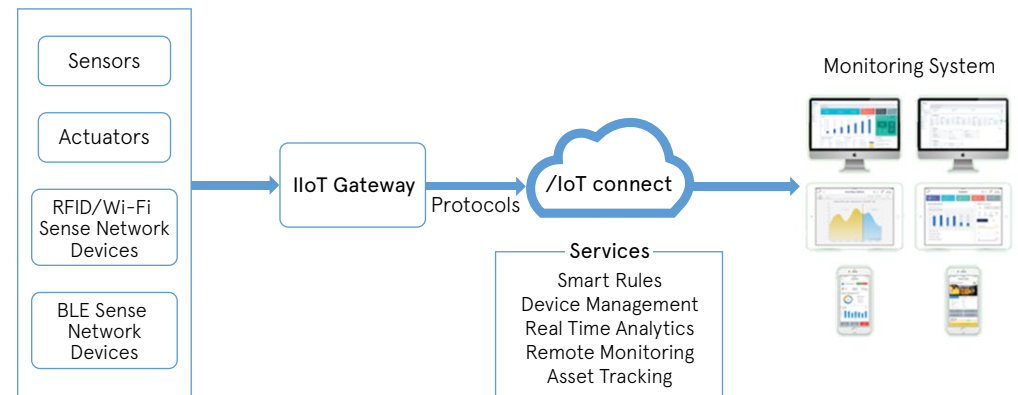 Sensors
Actuators
RFID/Wi-Fi
Sense Network
Devices
BLE Sense
Network
Devices
IIoT Gateway
Protocols
/IoT connect
Services
Smart Rules
Device Management
Real Time Analytics
Remote Monitoring
Asset Tracking
Monitoring System